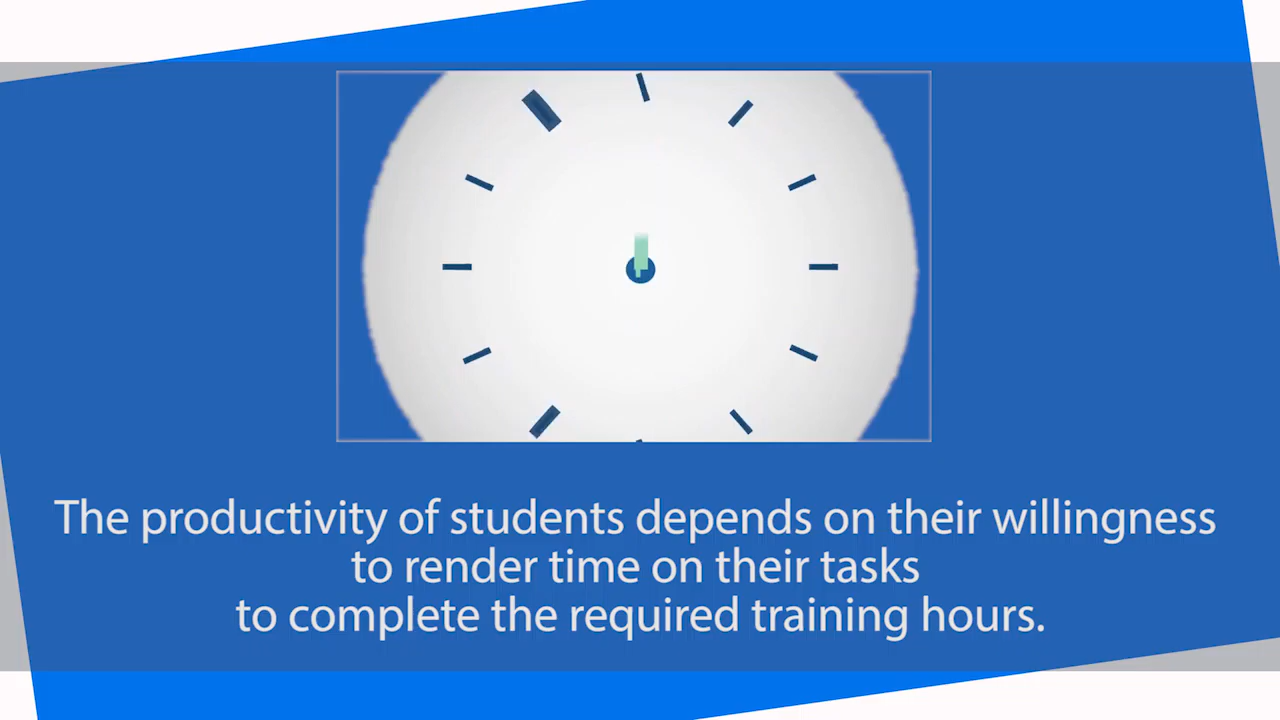 The productivity of students depends on their willingness
to render time on their tasks
to complete the required training hours.